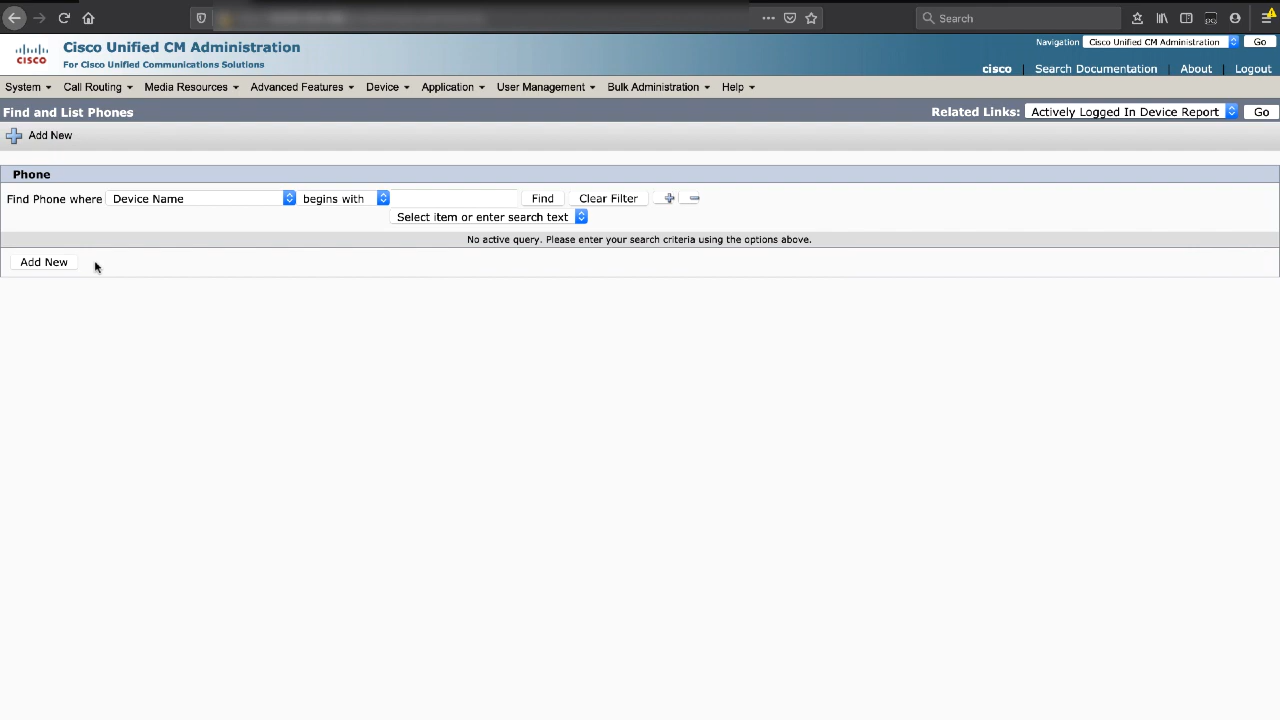 Search
Cisco Unified CM Administration
For Cisco Unified Communications Solutions
CISCO
Navigation Cisco Unified CM Administration Go
cisco | Search Documentation | About | Logout
System Call Routing Media Resources Advanced Features Device Application User Management Bulk Administration Help
Find and List Phones
Related Links: Actively Logged In Device Report Go
Add New
Phone
Find Phone where Device Name begins with Find Clear Filter
Select item or enter search text
No active query. Please enter your search criteria using the options above.
Add New